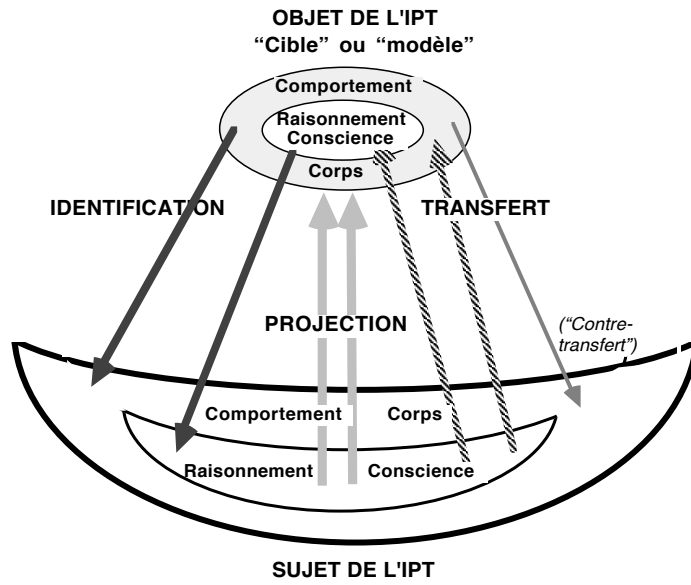 OBJET DE L'IPT
“Cible” ou “modèle”
Comportement
Raisonnement
Conscience
Corps
IDENTIFICATION
TRANSFERT
PROJECTION
(“Contre-
transfert”)
Comportement Corps
Raisonnement Conscience
SUJET DE L'IPT